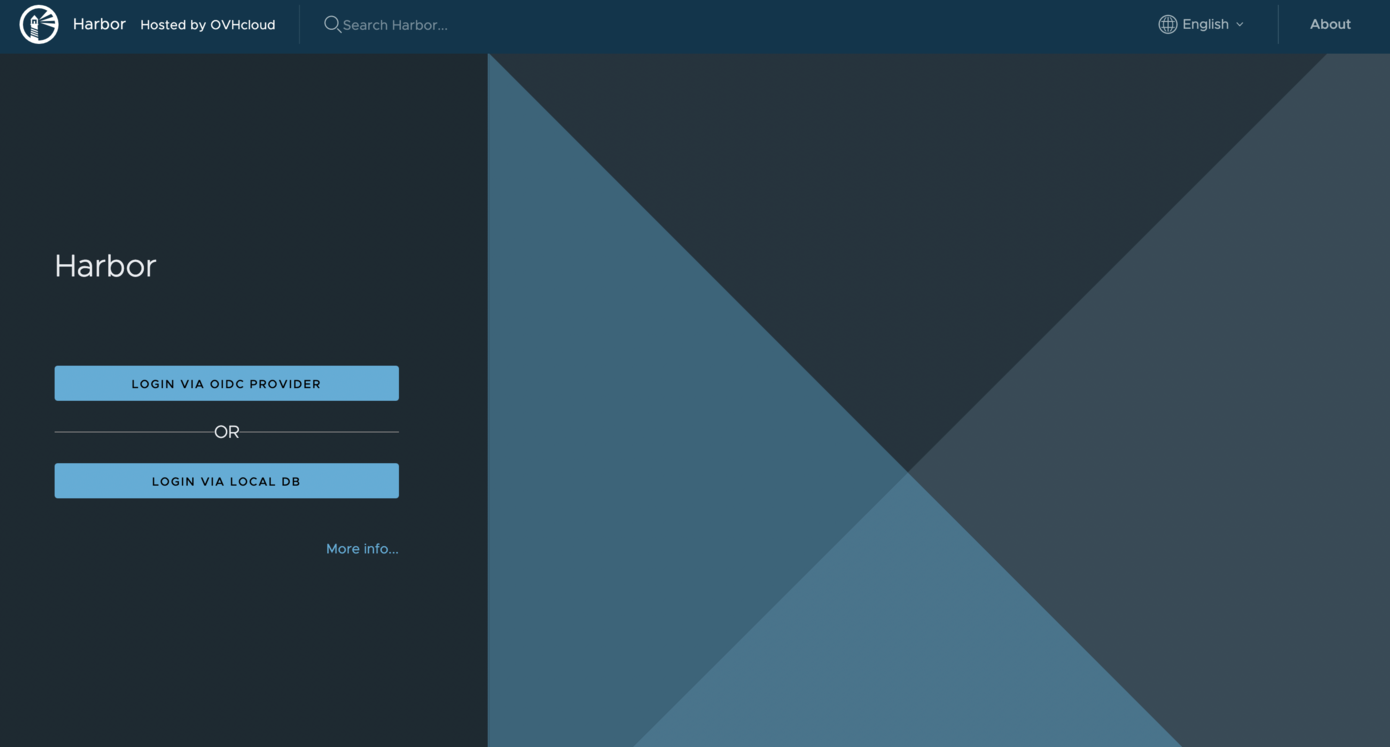 Harbor Hosted by OVHcloud Search Harbor... English About
Harbor
LOGIN VIA OIDC PROVIDER
OR
LOGIN VIA LOCAL DB
More info...